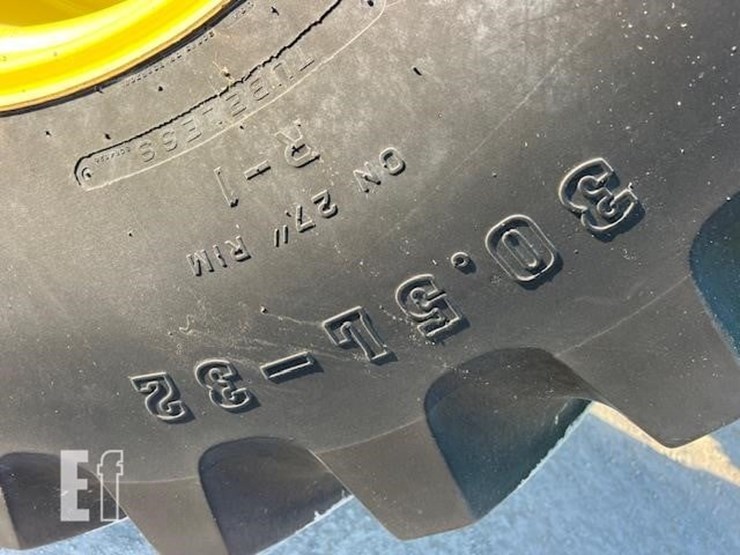 TUBELESS
R-1
ON 27" RIM
30.5L-32
Ef